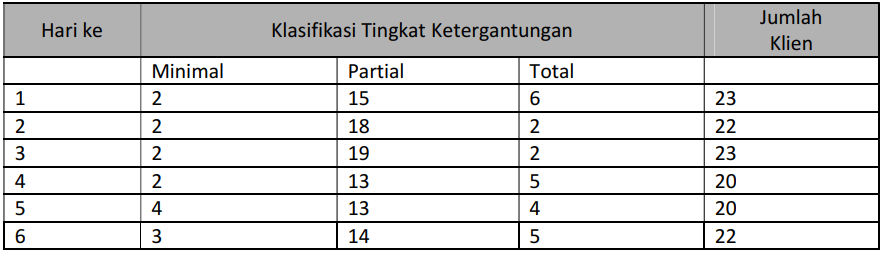 Hari ke Klasifikasi Tingkat Ketergantungan Jumlah
Klien
Minimal Partial Total
1 2 15 6 23
2 2 18 2 22
3 2 19 2 23
4 2 13 5 20
5 4 13 4 20
6 3 14 5 22